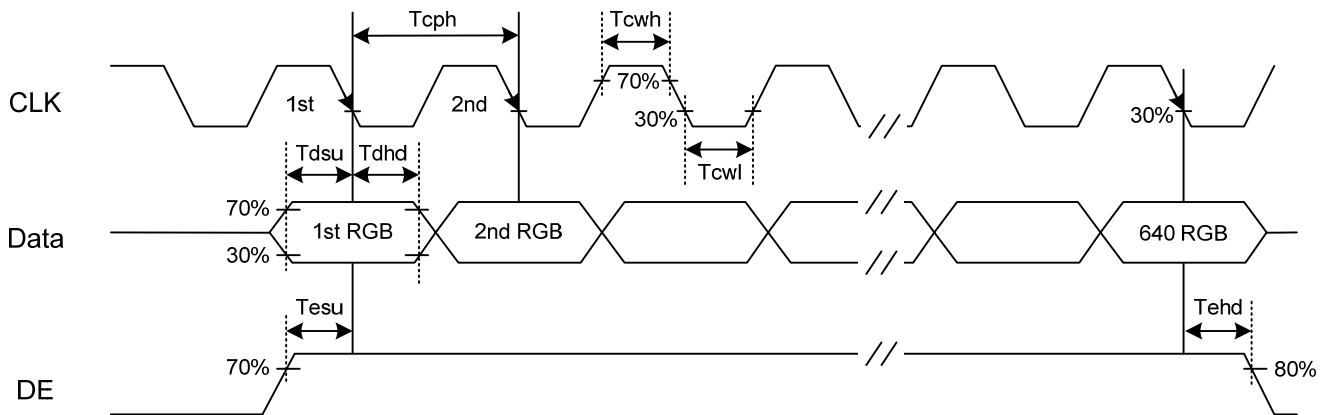 Tcph
Tcwh
CLK
1st
2nd
70%
30%
30%
Tcwl
Tdsu
Tdhd
70%
Data
1st RGB
2nd RGB
640 RGB
30%
Tesu
Tehd
70%
80%
DE